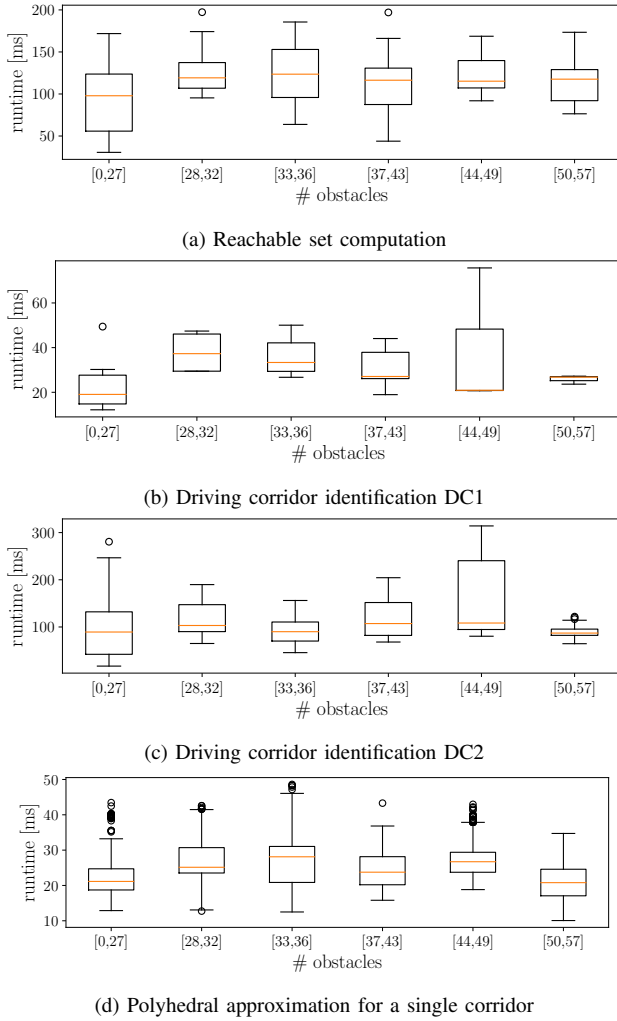 200
150
100
50
runtime [ms]
[0,27] [28,32] [33,36] [37,43] [44,49] [50,57]
# obstacles
(a) Reachable set computation
60
40
20
runtime [ms]
[0,27] [28,32] [33,36] [37,43] [44,49] [50,57]
# obstacles
(b) Driving corridor identification DC1
300
200
100
runtime [ms]
[0,27] [28,32] [33,36] [37,43] [44,49] [50,57]
# obstacles
(c) Driving corridor identification DC2
50
40
30
20
10
runtime [ms]
[0,27] [28,32] [33,36] [37,43] [44,49] [50,57]
# obstacles
(d) Polyhedral approximation for a single corridor